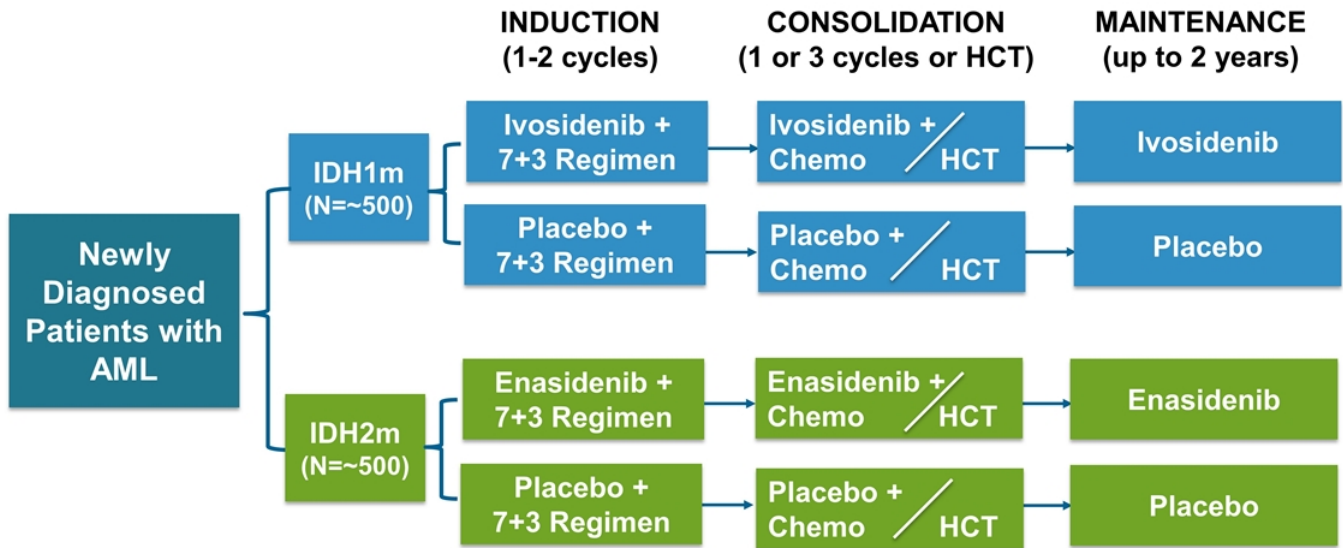 INDUCTION
(1-2 cycles)
CONSOLIDATION
(1 or 3 cycles or HCT)
MAINTENANCE
(up to 2 years)
Newly
Diagnosed
Patients with
AML
IDH1m
(N=~500)
Ivosidenib +
7+3 Regimen
Ivosidenib +
Chemo / HCT
Ivosidenib
Placebo +
7+3 Regimen
Placebo +
Chemo / HCT
Placebo
IDH2m
(N=~500)
Enasidenib +
7+3 Regimen
Enasidenib +
Chemo / HCT
Enasidenib
Placebo +
7+3 Regimen
Placebo +
Chemo / HCT
Placebo